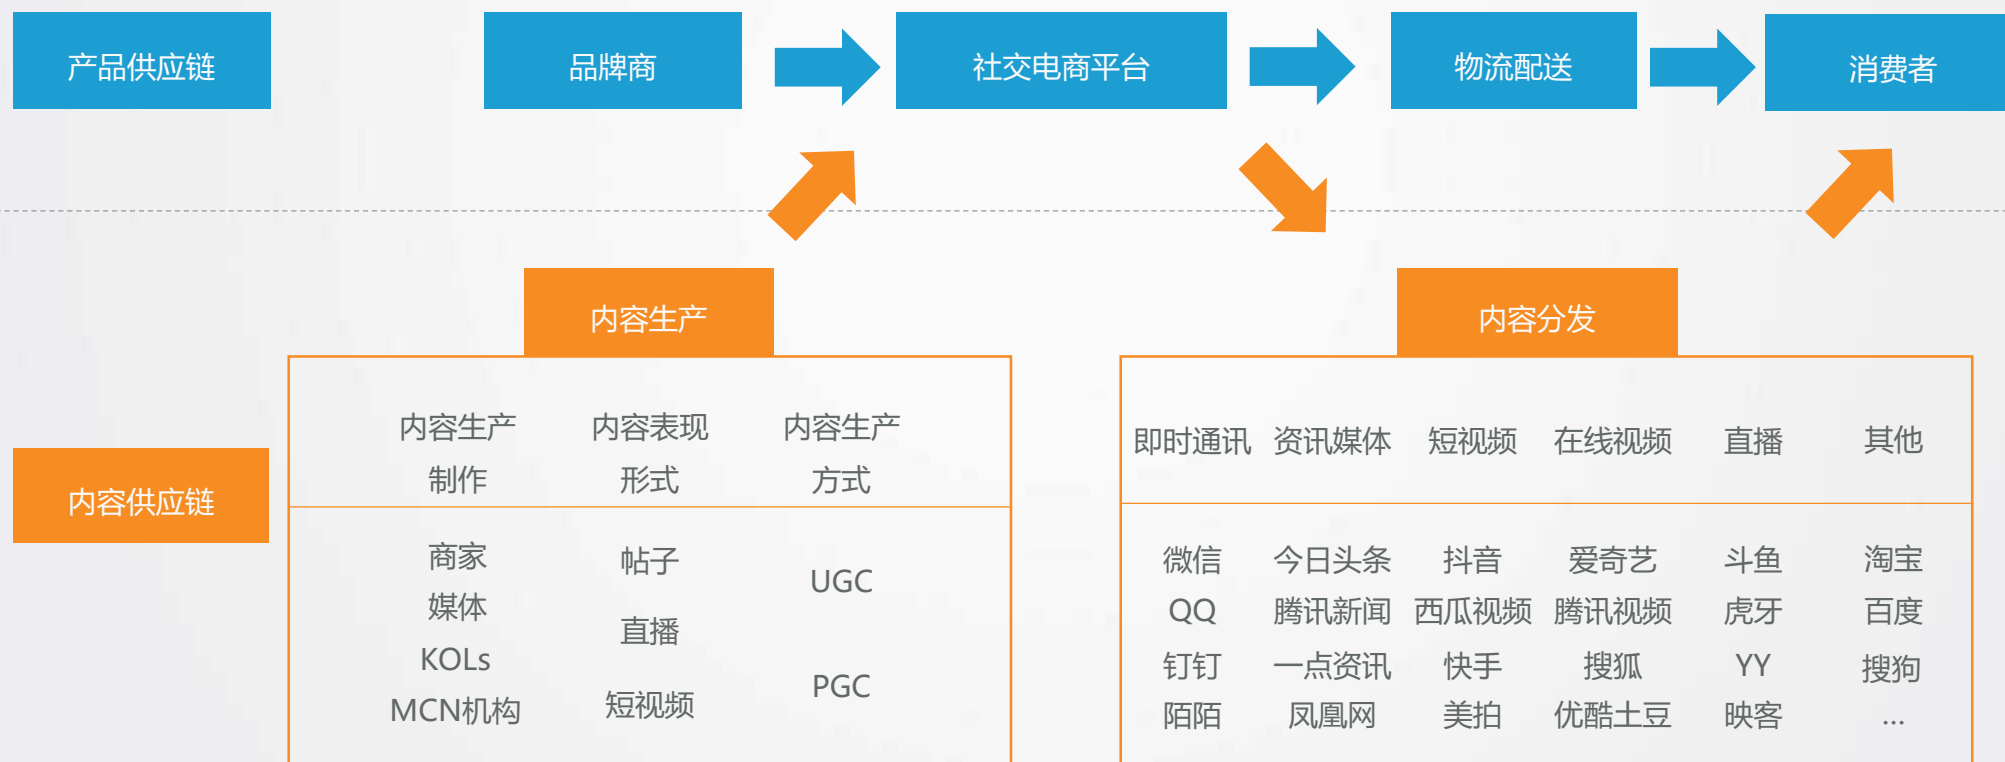 产品供应链
品牌商
社交电商平台
物流配送
消费者
内容生产
内容分发
内容供应链
内容生产
制作
内容表现
形式
内容生产
方式
商家
媒体
KOLs
MCN机构
帖子
直播
短视频
UGC
PGC
即时通讯 资讯媒体 短视频 在线视频 直播 其他
微信 今日头条 抖音 爱奇艺 斗鱼 淘宝
QQ 腾讯新闻 西瓜视频 腾讯视频 虎牙 百度
钉钉 一点资讯 快手 搜狐 YY 搜狗
陌陌 凤凰网 美拍 优酷土豆 映客 ...